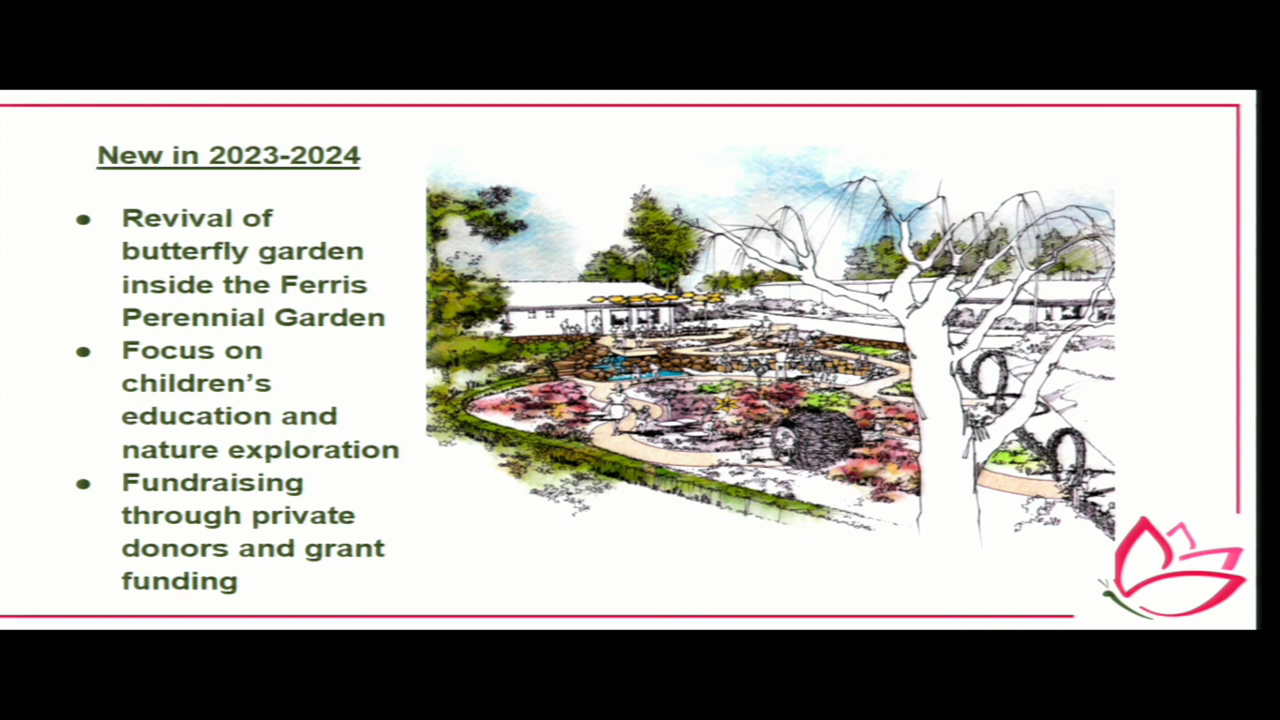 New in 2023-2024
● Revival of
butterfly garden
inside the Ferris
Perennial Garden
● Focus on
children’s
education and
nature exploration
● Fundraising
through private
donors and grant
funding